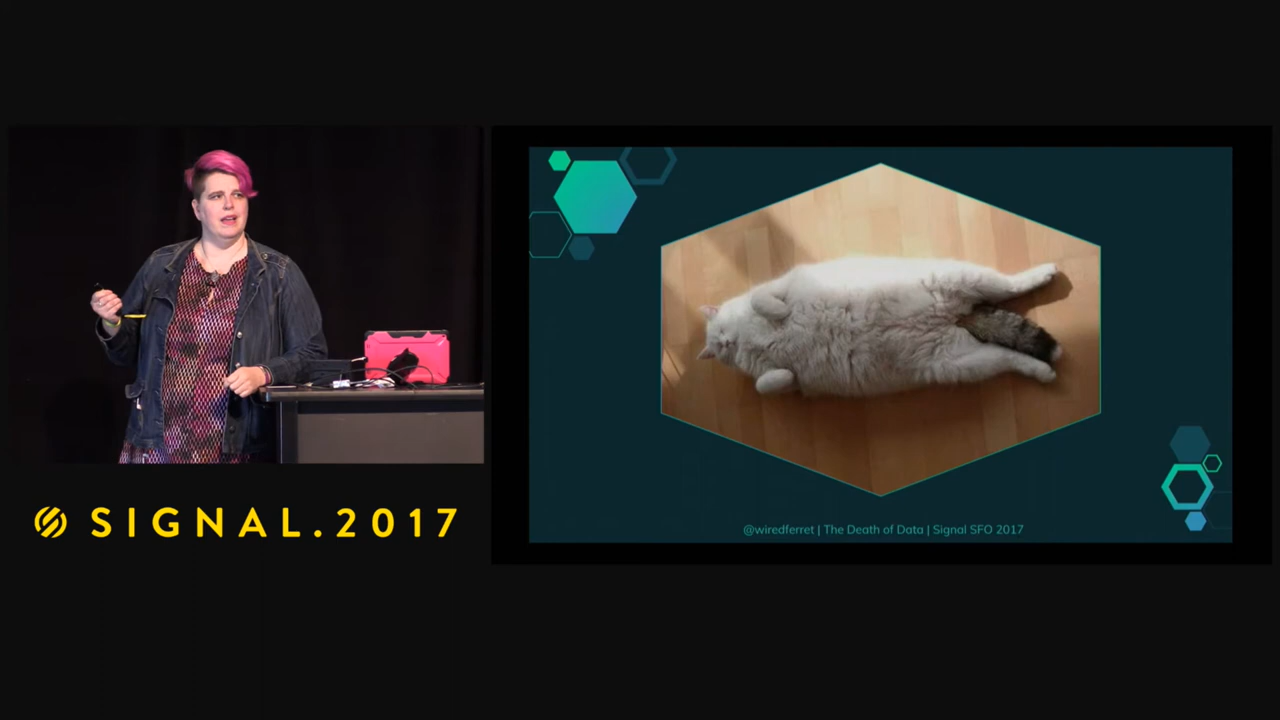 SIGNAL.2017
@wiredferret | The Death of Data | Signal SFO 2017